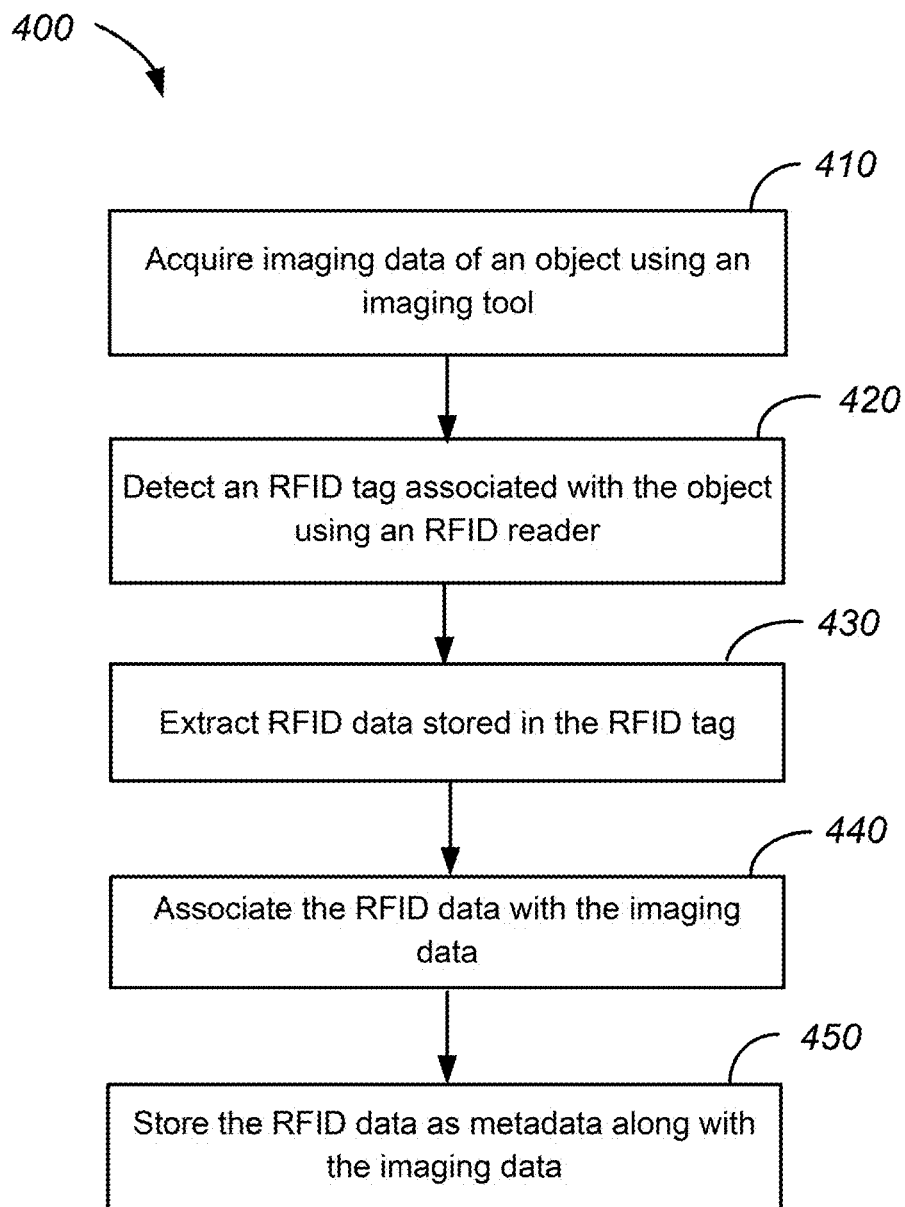 400
410
Acquire imaging data of an object using an
imaging tool
420
Detect an RFID tag associated with the object
using an RFID reader
430
Extract RFID data stored in the RFID tag
440
Associate the RFID data with the imaging
data
450
Store the RFID data as metadata along with
the imaging data